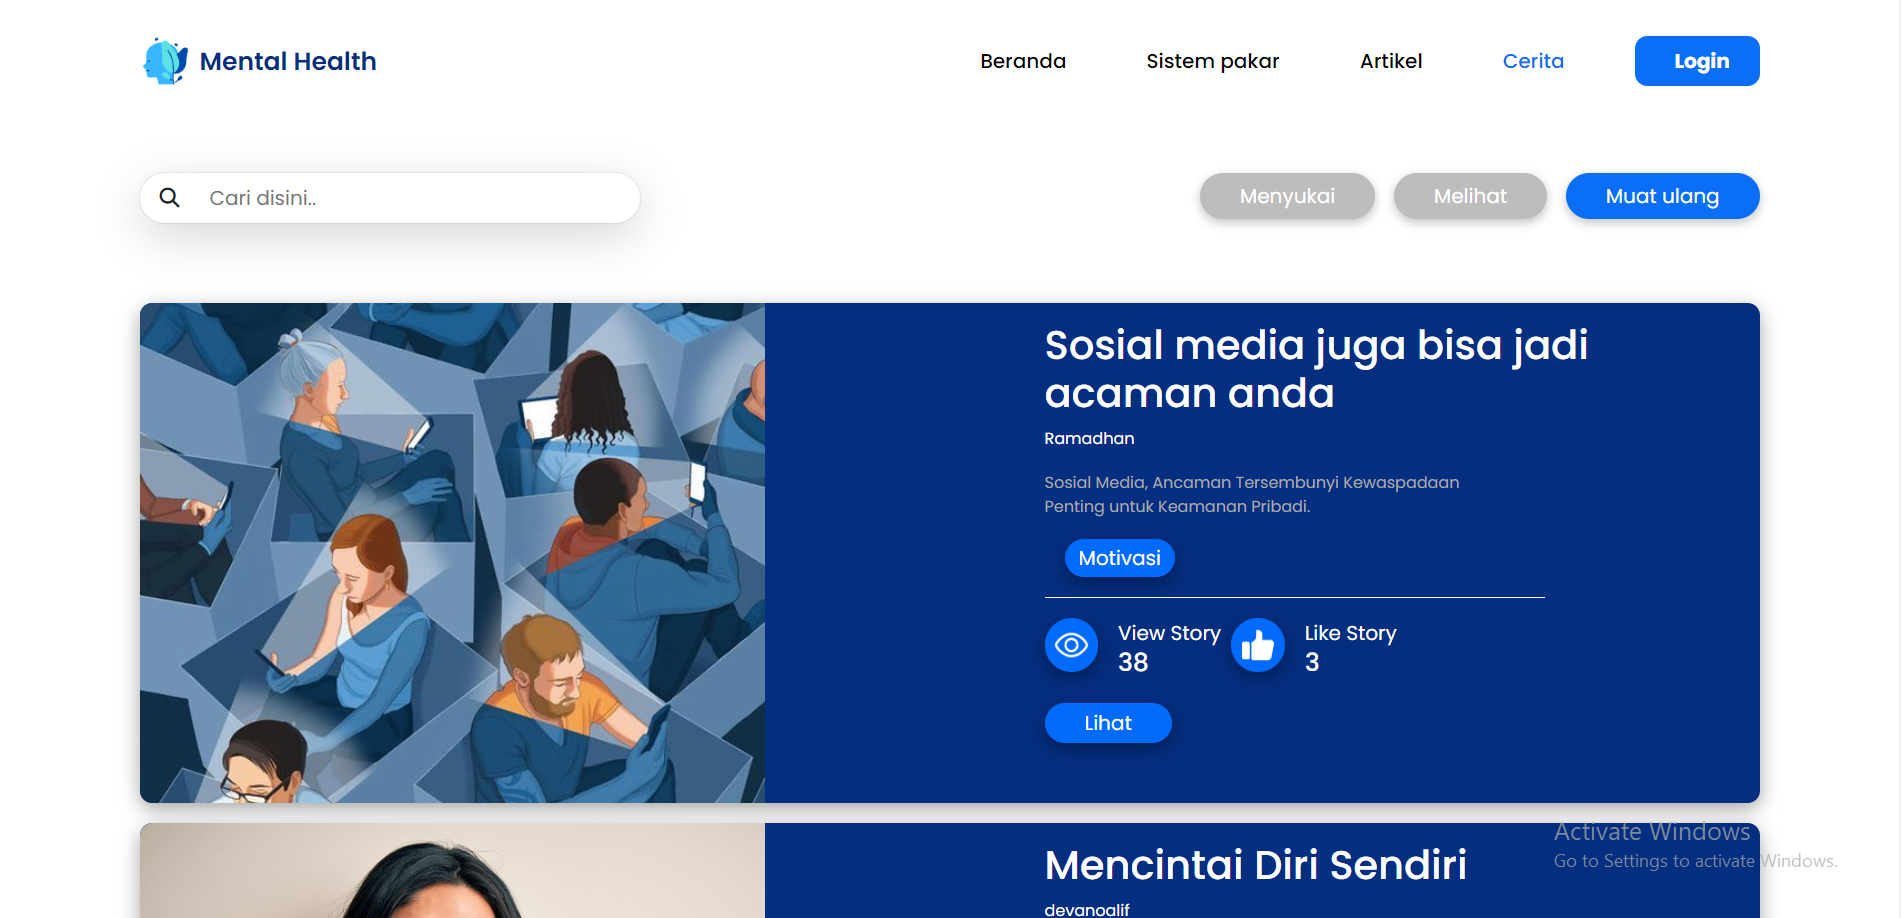 Mental Health
Beranda
Sistem pakar
Artikel
Cerita
Login
Cari disini..
Menyukai
Melihat
Muat ulang
Sosial media juga bisa jadi
acaman anda
Ramadhan
Sosial Media, Ancaman Tersembunyi Kewaspadaan
Penting untuk Keamanan Pribadi.
Motivasi
View Story
38
Like Story
3
Lihat
Mencintai Diri Sendiri
devanoalif
Activate Windows
Go to Settings to activate Windows.